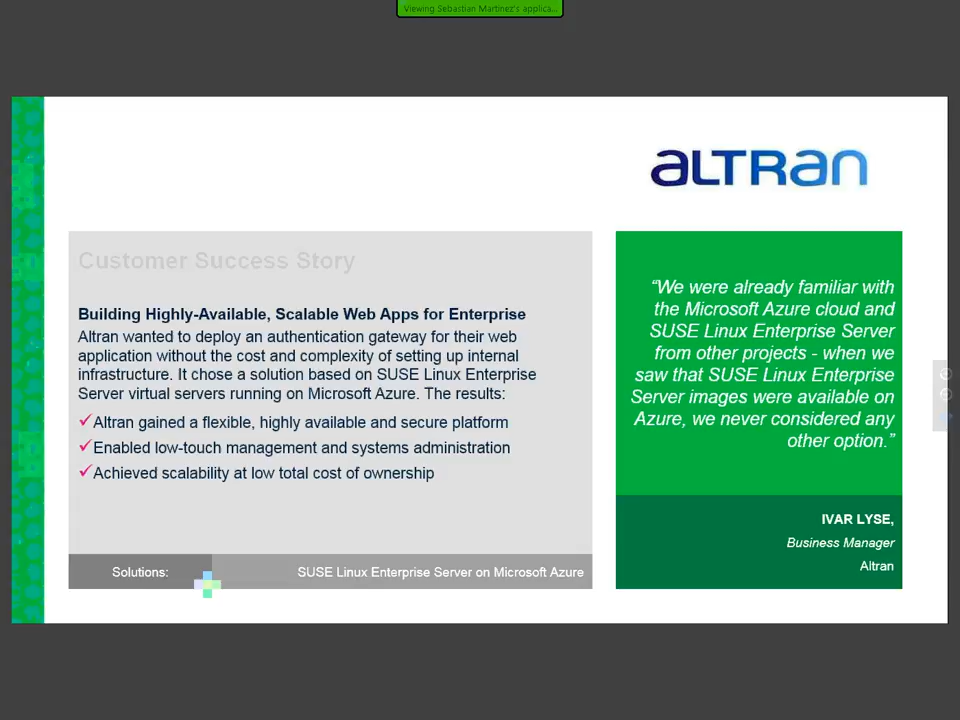 Viewing Sebastian Martinez's applica...
ALTRAN
Customer Success Story
Building Highly-Available, Scalable Web Apps for Enterprise
Altran wanted to deploy an authentication gateway for their web
application without the cost and complexity of setting up internal
infrastructure. It chose a solution based on SUSE Linux Enterprise
Server virtual servers running on Microsoft Azure. The results:
✓Altran gained a flexible, highly available and secure platform
✓Enabled low-touch management and systems administration
✓Achieved scalability at low total cost of ownership
Solutions: SUSE Linux Enterprise Server on Microsoft Azure
“We were already familiar with
the Microsoft Azure cloud and
SUSE Linux Enterprise Server
from other projects - when we
saw that SUSE Linux Enterprise
Server images were available on
Azure, we never considered any
other option.”
IVAR LYSE,
Business Manager
Altran